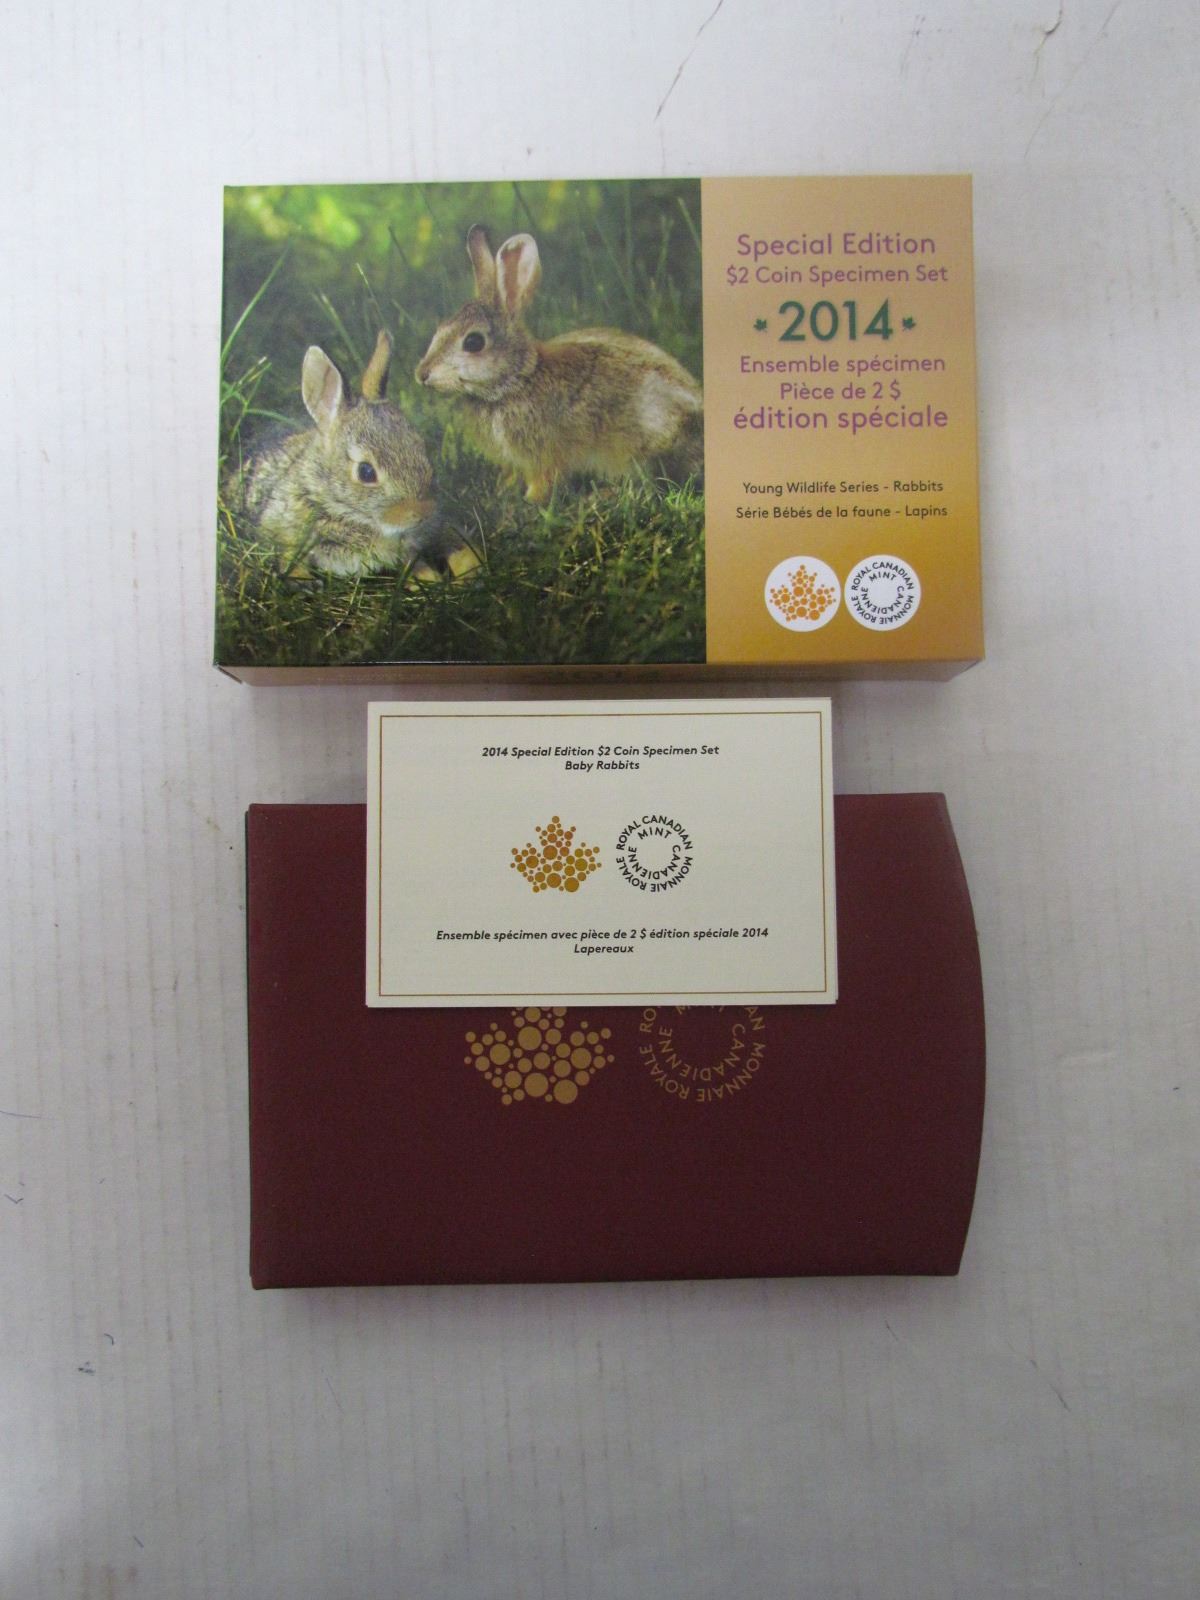 Special Edition
$2 Coin Specimen Set
2014
Ensemble spécimen
Pièce de 2 $
édition spéciale
Young Wildlife Series - Rabbits
Série Bébés de la faune - Lapins
ROYAL CANADIAN MINT
MONNAIE ROYALE CANADIENNE
2014
2014 Special Edition $2 Coin Specimen Set
Baby Rabbits
ROYAL CANADIAN MINT
MONNAIE ROYALE CANADIENNE
Ensemble spécimen avec pièce de 2 $ édition spéciale 2014
Lapereaux
MONNAIE ROYALE CANADIENNE